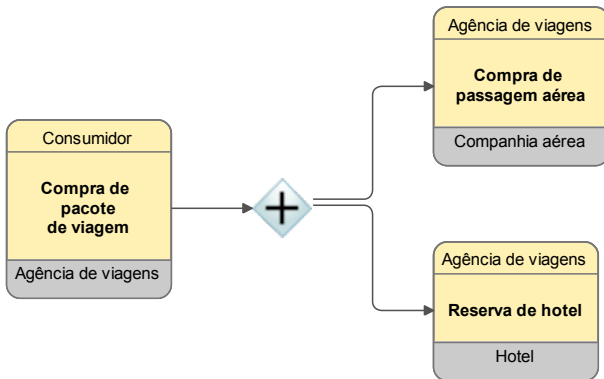 Consumidor
Compra de
pacote
de viagem
Agência de viagens
Agência de viagens
Compra de
passagem aérea
Companhia aérea
Agência de viagens
Reserva de hotel
Hotel